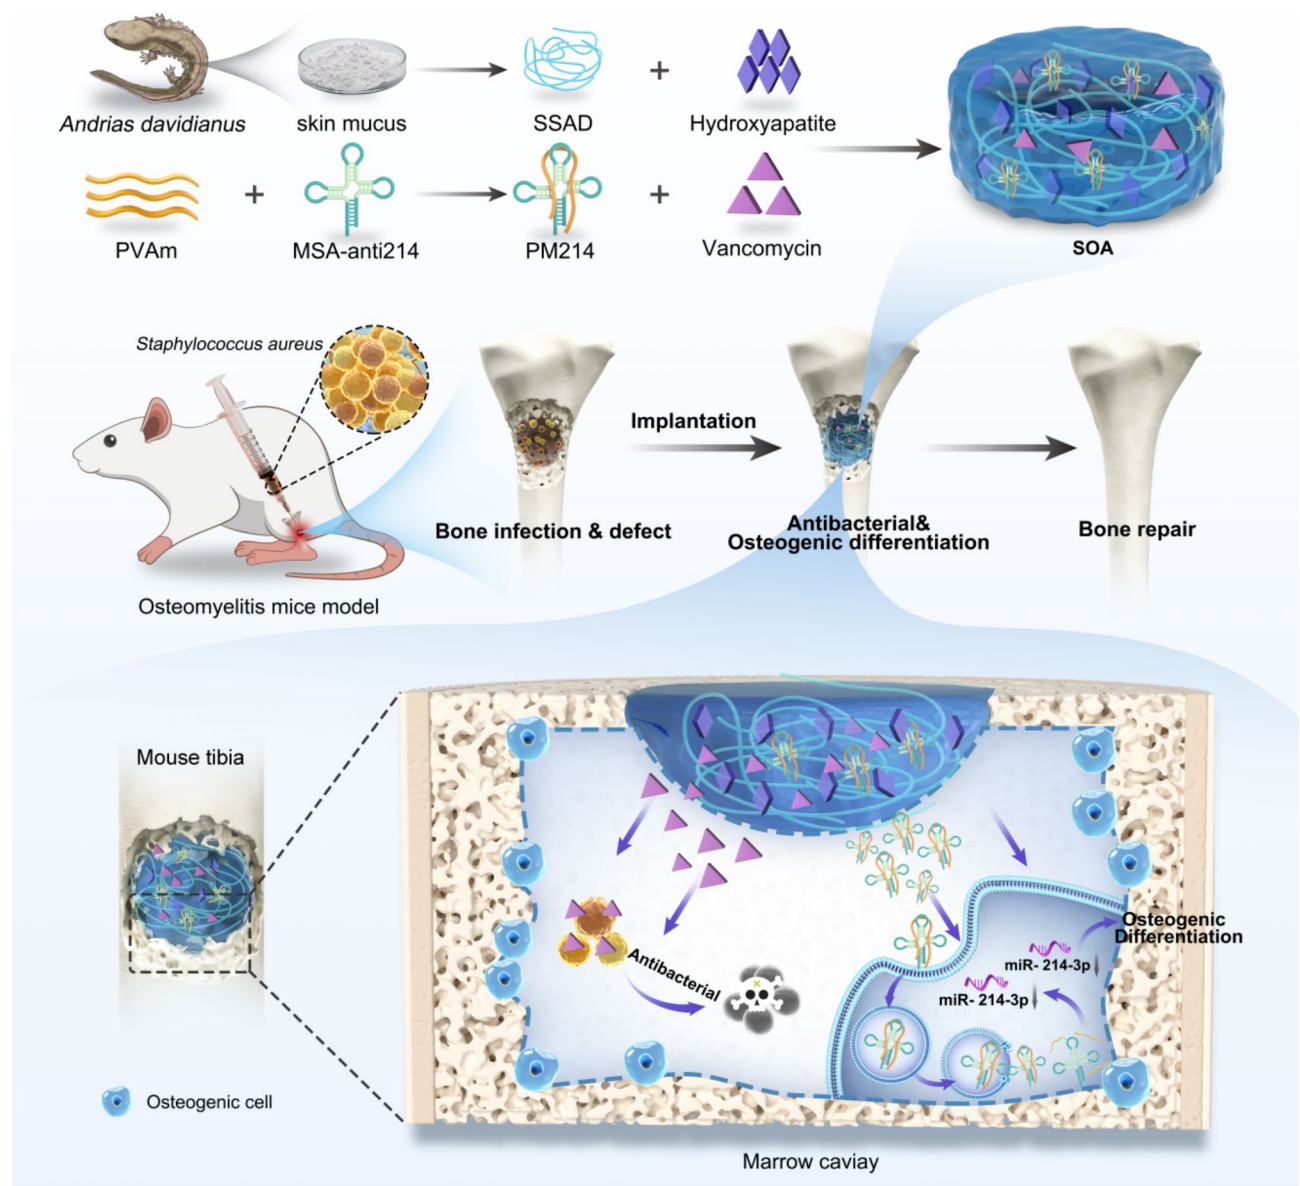 Andrias davidianus
skin mucus
SSAD
+
Hydroxyapatite
PVAm
+
MSA-anti214
PM214
+
Vancomycin
SOA
Staphylococcus aureus
Osteomyelitis mice model
Bone infection & defect
Implantation
Antibacterial&
Osteogenic differentiation
Bone repair
Mouse tibia
Osteogenic cell
Antibacterial
Osteogenic
Differentiation
miR- 214-3p
miR- 214-3p
Marrow caviay